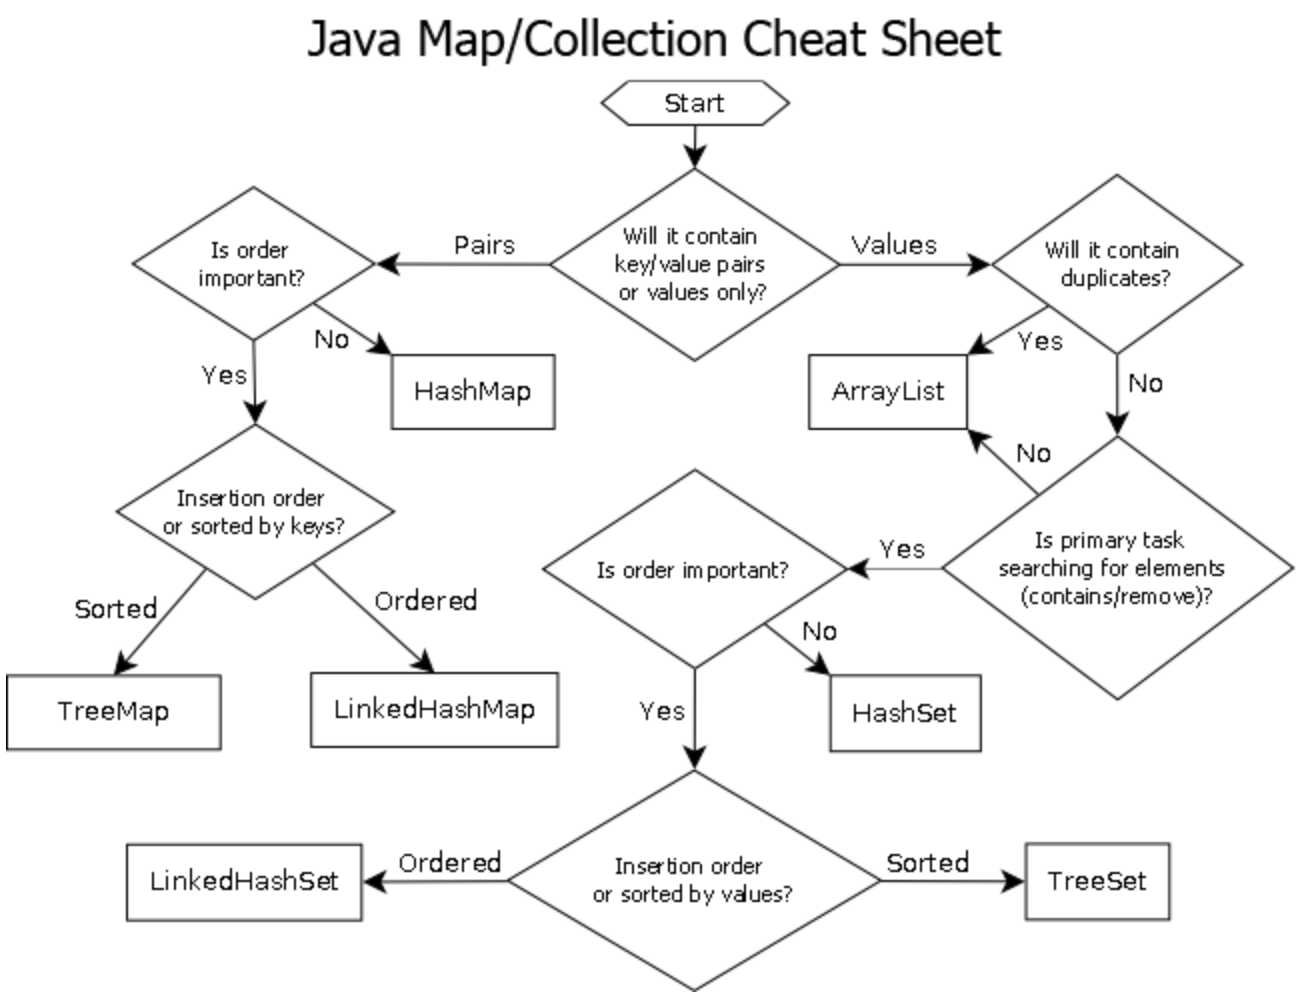 Java Map/Collection Cheat Sheet
Start
Is order
important?
Pairs
Will it contain
key/value pairs
or values only?
Values
Will it contain
duplicates?
No
Yes
Yes
HashMap
ArrayList
No
No
Insertion order
or sorted by keys?
Is order important?
Yes
Is primary task
searching for elements
(contains/remove)?
Sorted
Ordered
No
TreeMap
LinkedHashMap
Yes
HashSet
LinkedHashSet
Ordered
Insertion order
or sorted by values?
Sorted
TreeSet